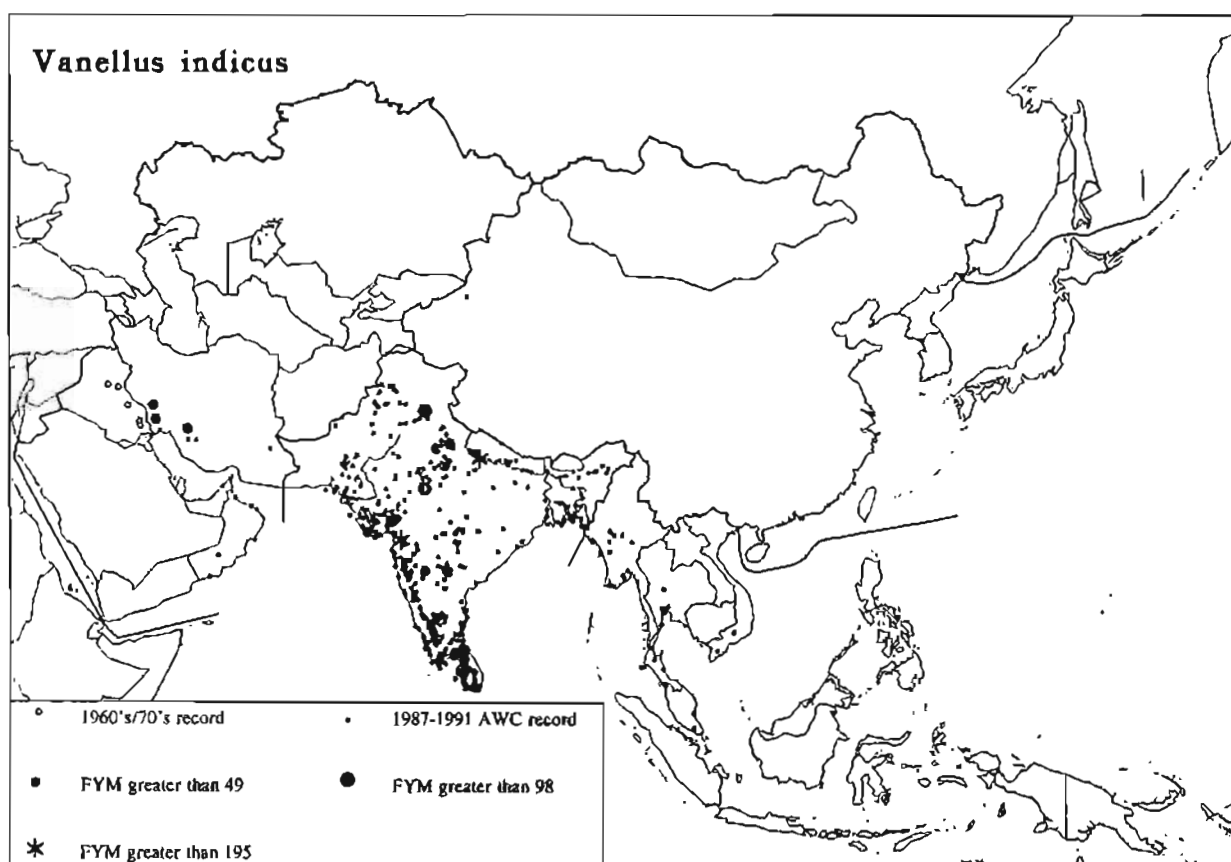 Vanellus indicus
1960's/70's record
1987-1991 AWC record
FYM greater than 49
FYM greater than 98
FYM greater than 195